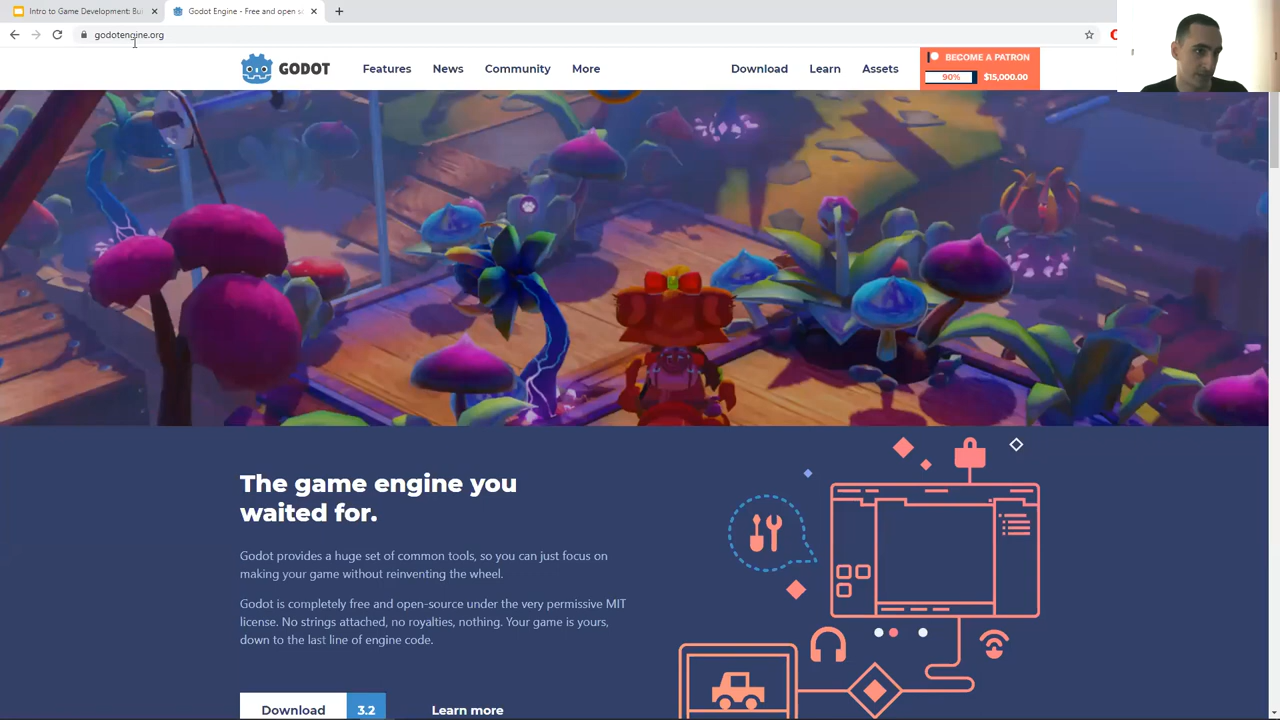 Intro to Game Development: Bui
Godot Engine - Free and open so
godotengine.org
GODOT
Features
News
Community
More
Download
Learn
Assets
BECOME A PATRON
90%
$15,000.00
The game engine you
waited for.
Godot provides a huge set of common tools, so you can just focus on
making your game without reinventing the wheel.
Godot is completely free and open-source under the very permissive MIT
license. No strings attached, no royalties, nothing. Your game is yours,
down to the last line of engine code.
Download
3.2
Learn more